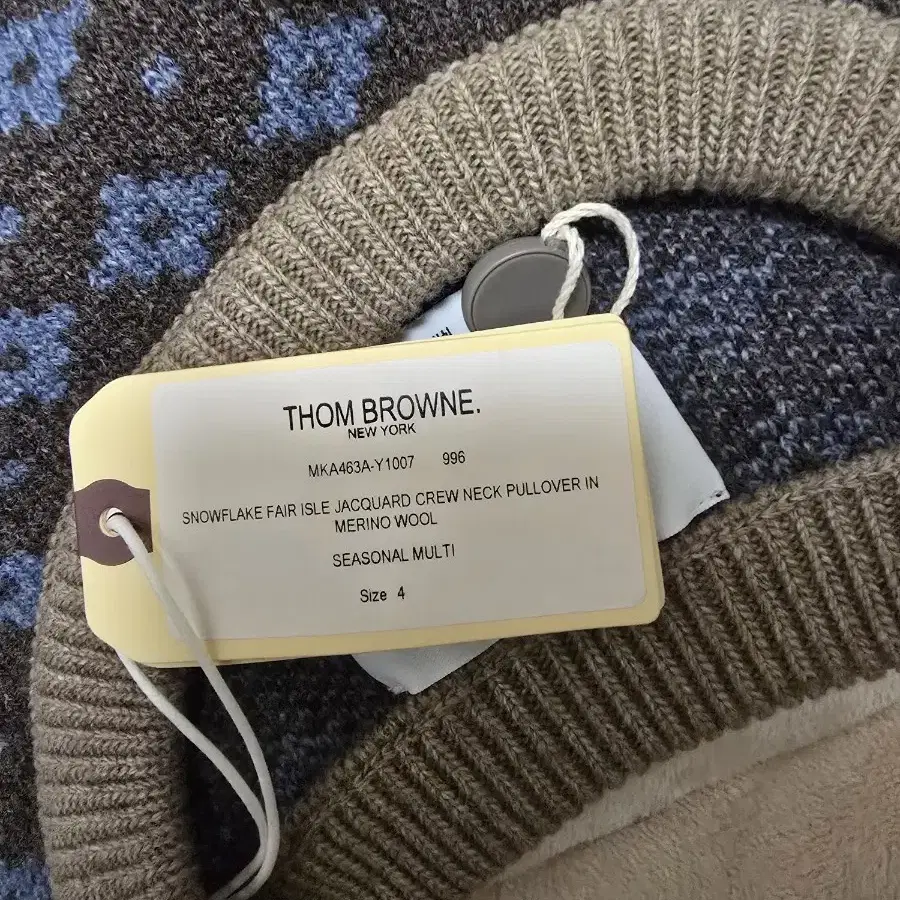 THOM BROWNE.
NEW YORK
MKA463A-Y1007 996
SNOWFLAKE FAIR ISLE JACQUARD CREW NECK PULLOVER IN
MERINO WOOL
SEASONAL MULTI
Size 4